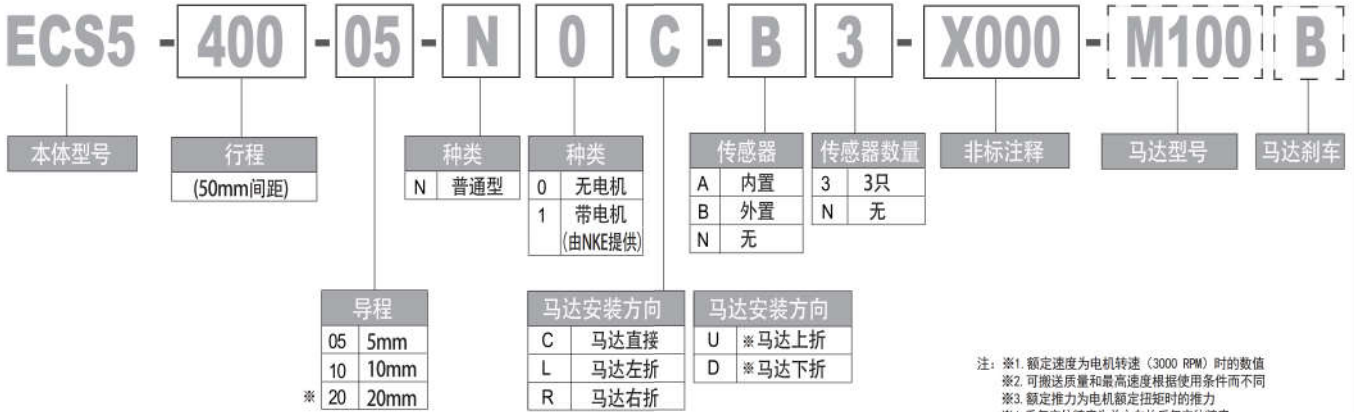 ECS5 - 400 - 05 - N 0 C - B 3 - X000 - M100 B
本体型号
行程
(50mm间距)
种类
N 普通型
种类
0 无电机
1 带电机
(由NKE提供)
传感器
A 内置
B 外置
N 无
传感器数量
3 3只
N 无
非标注释
马达型号
马达刹车
导程
05 5mm
10 10mm
※ 20 20mm
马达安装方向
C 马达直接
L 马达左折
R 马达右折
马达安装方向
U ※马达上折
D ※马达下折
注：※1.额定速度为电机转速（3000 RPM）时的数值
※2.可搬送质量和最高速度根据使用条件而不同
※3.额定推力为电机额定扭矩时的推力